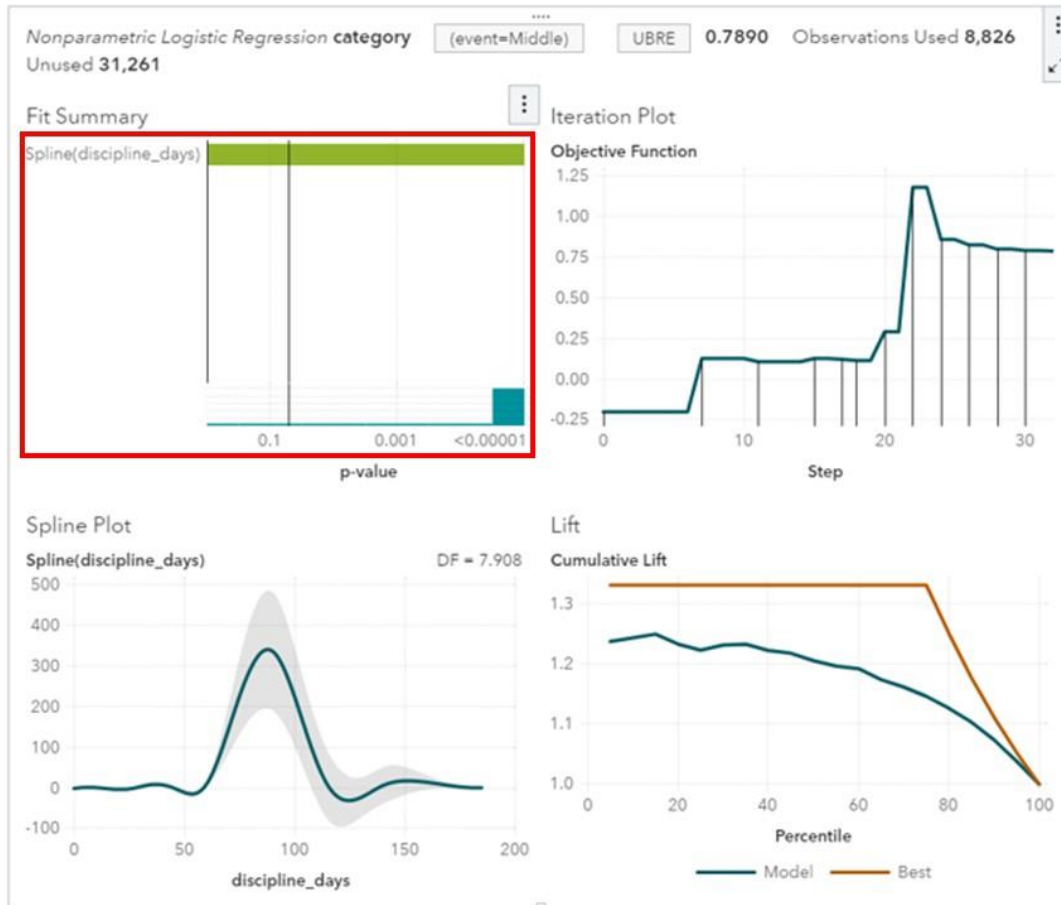 Nonparametric Logistic Regression category (event=Middle) UBRE 0.7890 Observations Used 8,826
Unused 31,261
Fit Summary
Spline(discipline_days)
0.1 0.001 <0.00001
p-value
Iteration Plot
Objective Function
1.25
1.00
0.75
0.50
0.25
0.00
-0.25
0 10 20 30
Step
Spline Plot
Spline(discipline_days) DF = 7.908
500
400
300
200
100
0
-100
0 50 100 150 200
discipline_days
Lift
Cumulative Lift
1.3
1.2
1.1
1.0
0 20 40 60 80 100
Percentile
Model Best